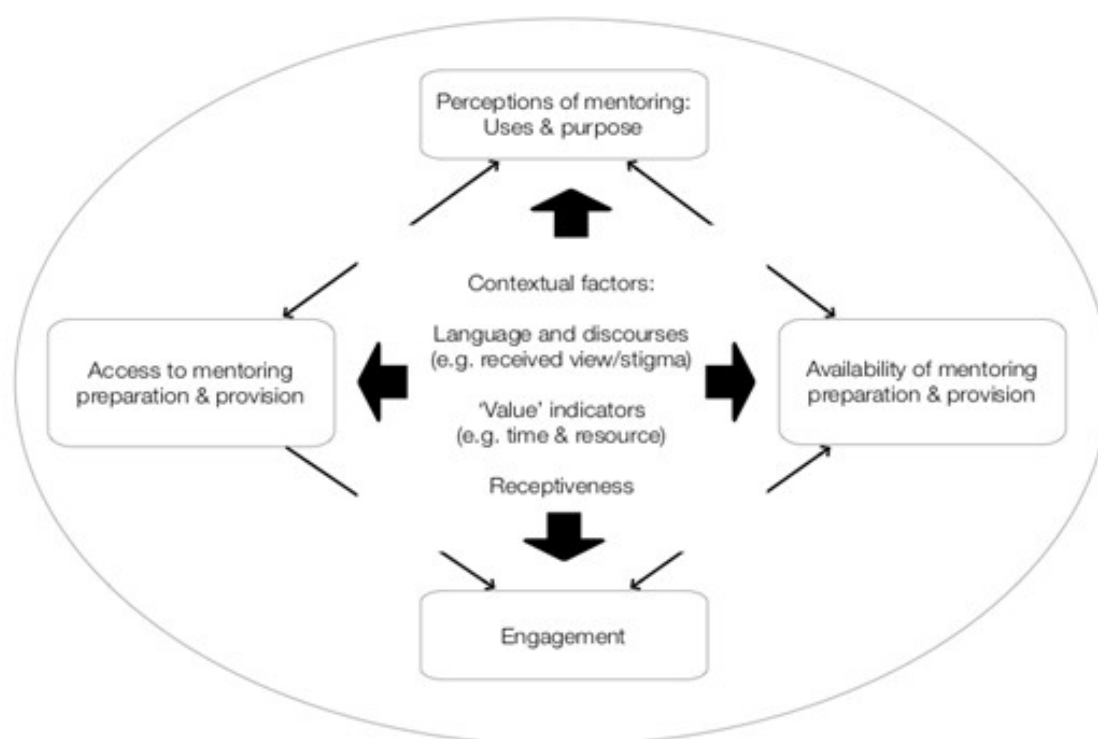 Perceptions of mentoring:
Uses & purpose
Contextual factors:
Language and discourses
(e.g. received view/stigma)
'Value' indicators
(e.g. time & resource)
Receptiveness
Access to mentoring
preparation & provision
Availability of mentoring
preparation & provision
Engagement